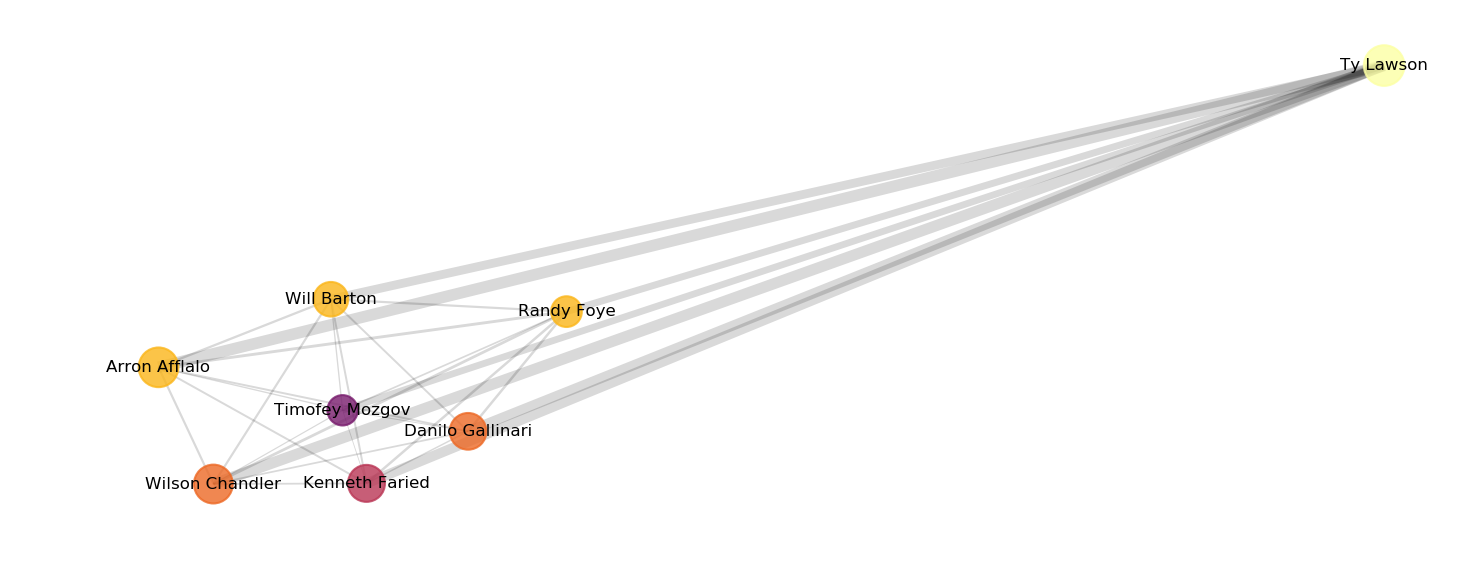 Ty Lawson
Will Barton
Randy Foye
Arron Afflalo
Timofey Mozgov
Danilo Gallinari
Wilson Chandler
Kenneth Faried